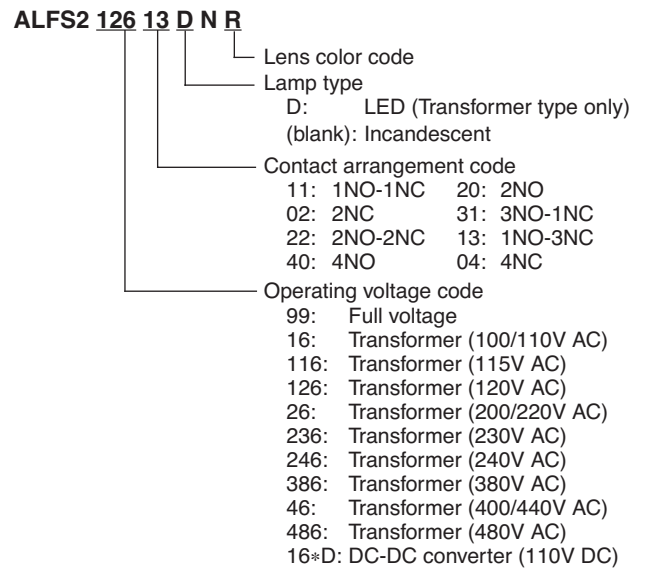 ALFS2 126 13 D N R
Lens color code
Lamp type
D: LED (Transformer type only)
(blank): Incandescent
Contact arrangement code
11: 1NO-1NC 20: 2NO
02: 2NC 31: 3NO-1NC
22: 2NO-2NC 13: 1NO-3NC
40: 4NO 04: 4NC
Operating voltage code
99: Full voltage
16: Transformer (100/110V AC)
116: Transformer (115V AC)
126: Transformer (120V AC)
26: Transformer (200/220V AC)
236: Transformer (230V AC)
246: Transformer (240V AC)
386: Transformer (380V AC)
46: Transformer (400/440V AC)
486: Transformer (480V AC)
16∗D: DC-DC converter (110V DC)